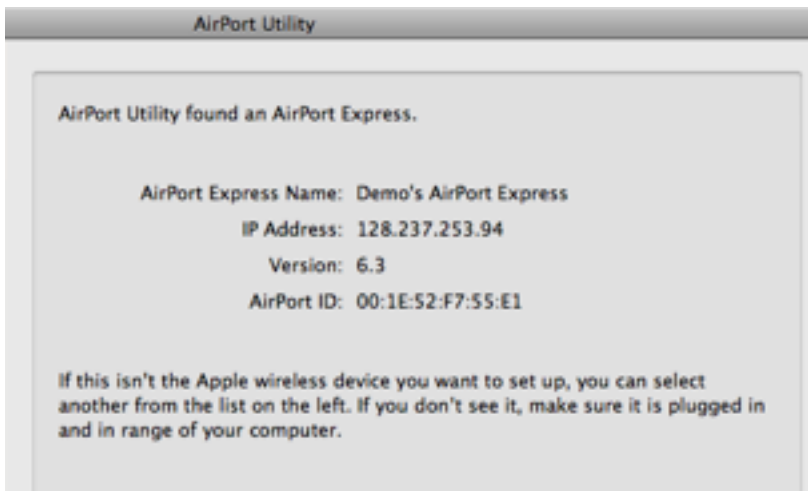 AirPort Utility
AirPort Utility found an AirPort Express.
AirPort Express Name: Demo's AirPort Express
IP Address: 128.237.253.94
Version: 6.3
AirPort ID: 00:1E:52:F7:55:E1
If this isn't the Apple wireless device you want to set up, you can select
another from the list on the left. If you don't see it, make sure it is plugged in
and in range of your computer.